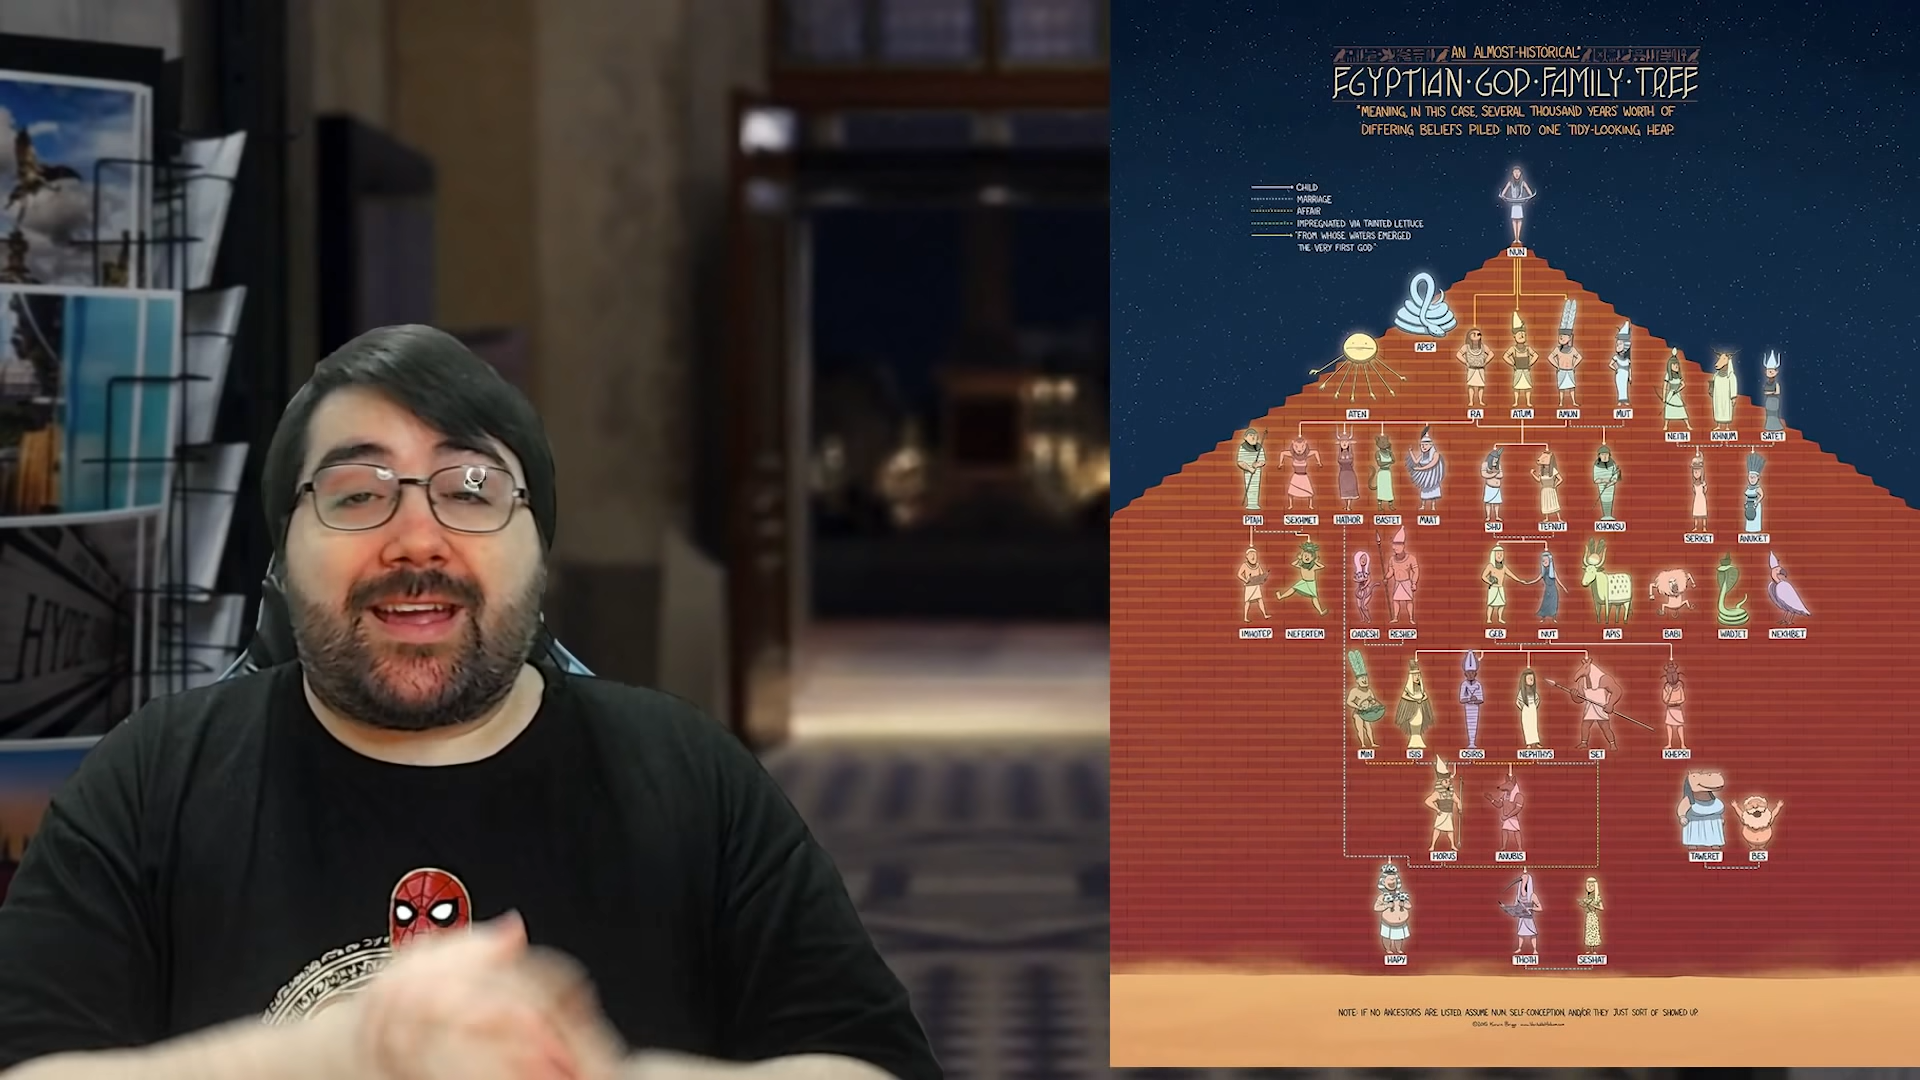 AN ALMOST-HISTORICAL*
EGYPTIAN·GOD·FAMILY·TREE
*MEANING, IN THIS CASE, SEVERAL THOUSAND YEARS' WORTH OF
DIFFERING BELIEFS PILED INTO ONE TIDY-LOOKING HEAP.
CHILD
MARRIAGE
AFFAIR
IMPREGNATED VIA TAINTED LETTUCE
"FROM WHOSE WATERS EMERGED
THE VERY FIRST GOD"
NUN
APEP
ATEN RA ATUM AMUN MUT
NEITH KHNUM SATET
PTAH SEKHMET HATHOR BASTET MAAT SHU TEFNUT KHONSU
SERKET ANUKET
IMHOTEP NEFERTEM QADESH RESHEP GEB NUT APIS BABI WADJET NEKHBET
MIN ISIS OSIRIS NEPHTHYS SET KHEPRI
HORUS ANUBIS TAWERET BES
HAPY THOTH SESHAT
NOTE: IF NO ANCESTORS ARE LISTED, ASSUME NUN, SELF-CONCEPTION, AND/OR THEY JUST SORT OF SHOWED UP.